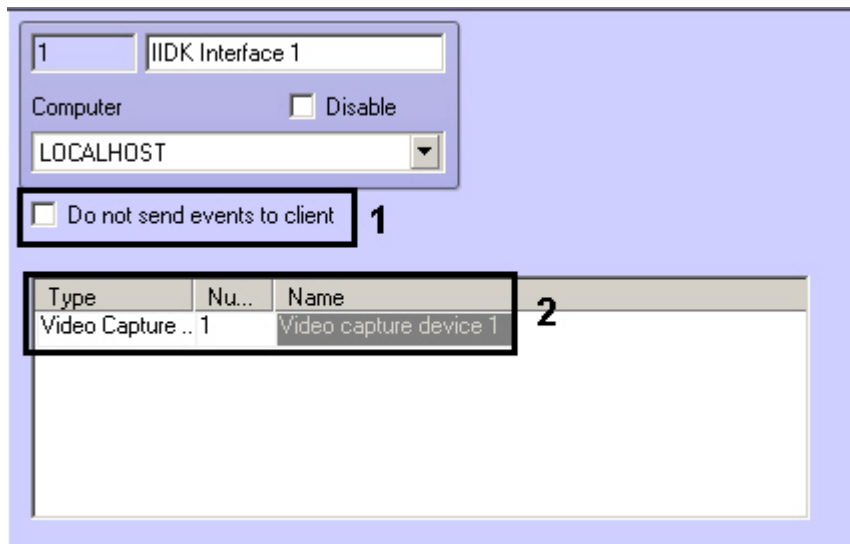 1 IIDK Interface 1
Computer Disable
LOCALHOST
Do not send events to client 1
Type Nu... Name 2
Video Capture .. 1 Video capture device 1